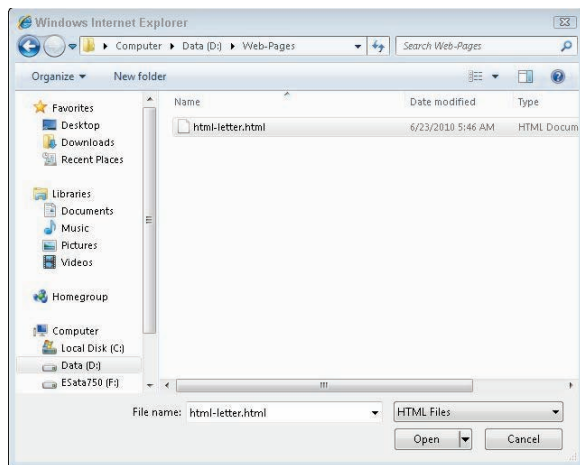 Windows Internet Explorer
Computer Data (D:) Web-Pages Search Web-Pages
Organize New folder
Name Date modified Type
html-letter.html 6/23/2010 5:46 AM HTML Docum
Favorites
Desktop
Downloads
Recent Places
Libraries
Documents
Music
Pictures
Videos
Homegroup
Computer
Local Disk (C:)
Data (D:)
ESata750 (F:)
File name: html-letter.html HTML Files
Open Cancel